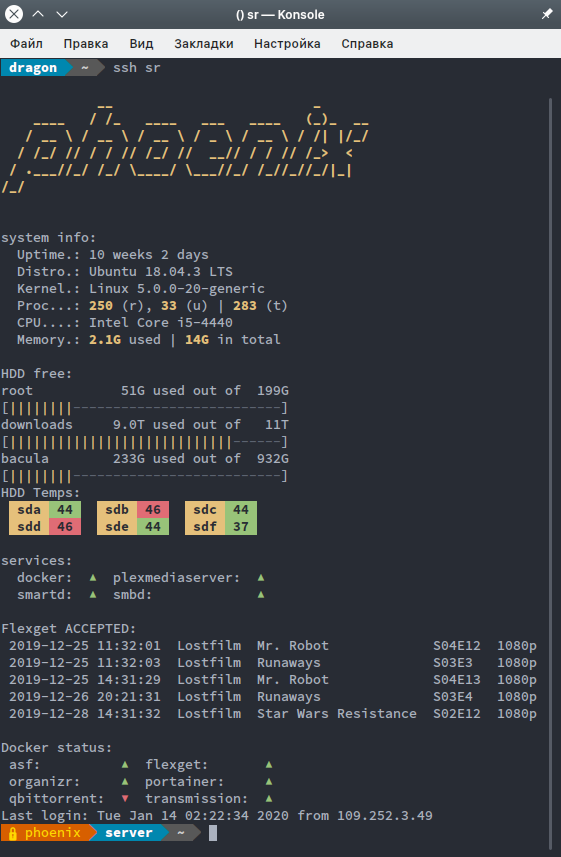 () sr — Konsole
Файл Правка Вид Закладки Настройка Справка
dragon ~ ssh sr
phoenix
system info:
Uptime.: 10 weeks 2 days
Distro.: Ubuntu 18.04.3 LTS
Kernel.: Linux 5.0.0-20-generic
Proc...: 250 (r), 33 (u) | 283 (t)
CPU....: Intel Core i5-4440
Memory.: 2.1G used | 14G in total
HDD free:
root 51G used out of 199G
[||||||||--------------------------]
downloads 9.0T used out of 11T
[||||||||||||||||||||||||||||------]
bacula 233G used out of 932G
[||||||||--------------------------]
HDD Temps:
sda 44 sdb 46 sdc 44
sdd 46 sde 44 sdf 37
services:
docker: ▲ plexmediaserver: ▲
smartd: ▲ smbd: ▲
Flexget ACCEPTED:
2019-12-25 11:32:01 Lostfilm Mr. Robot S04E12 1080p
2019-12-25 11:32:03 Lostfilm Runaways S03E3 1080p
2019-12-25 14:31:29 Lostfilm Mr. Robot S04E13 1080p
2019-12-26 20:21:31 Lostfilm Runaways S03E4 1080p
2019-12-28 14:31:32 Lostfilm Star Wars Resistance S02E12 1080p
Docker status:
asf: ▲ flexget: ▲
organizr: ▲ portainer: ▲
qbittorrent: ▼ transmission: ▲
Last login: Tue Jan 14 02:22:34 2020 from 109.252.3.49
phoenix server ~